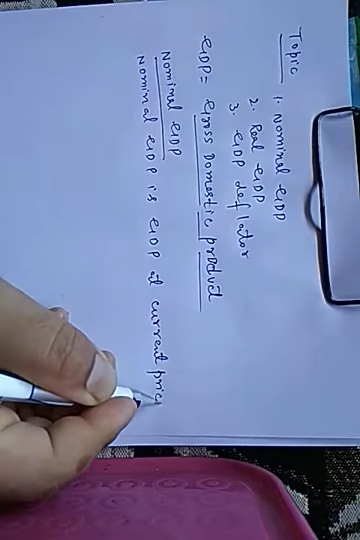 Topic 1. Nominal GDP
2. Real GDP
3. GDP deflator
GDP = Gross Domestic product
Nominal GDP
Nominal GDP is GDP at current pric